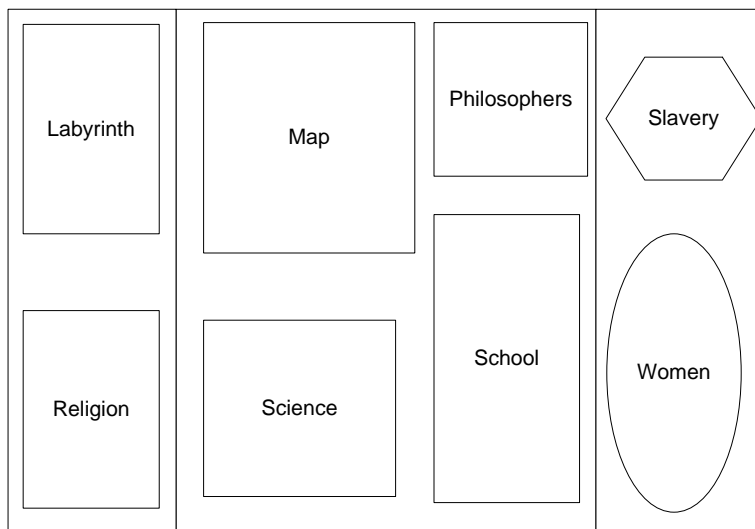 Labyrinth
Religion
Map
Philosophers
Science
School
Slavery
Women